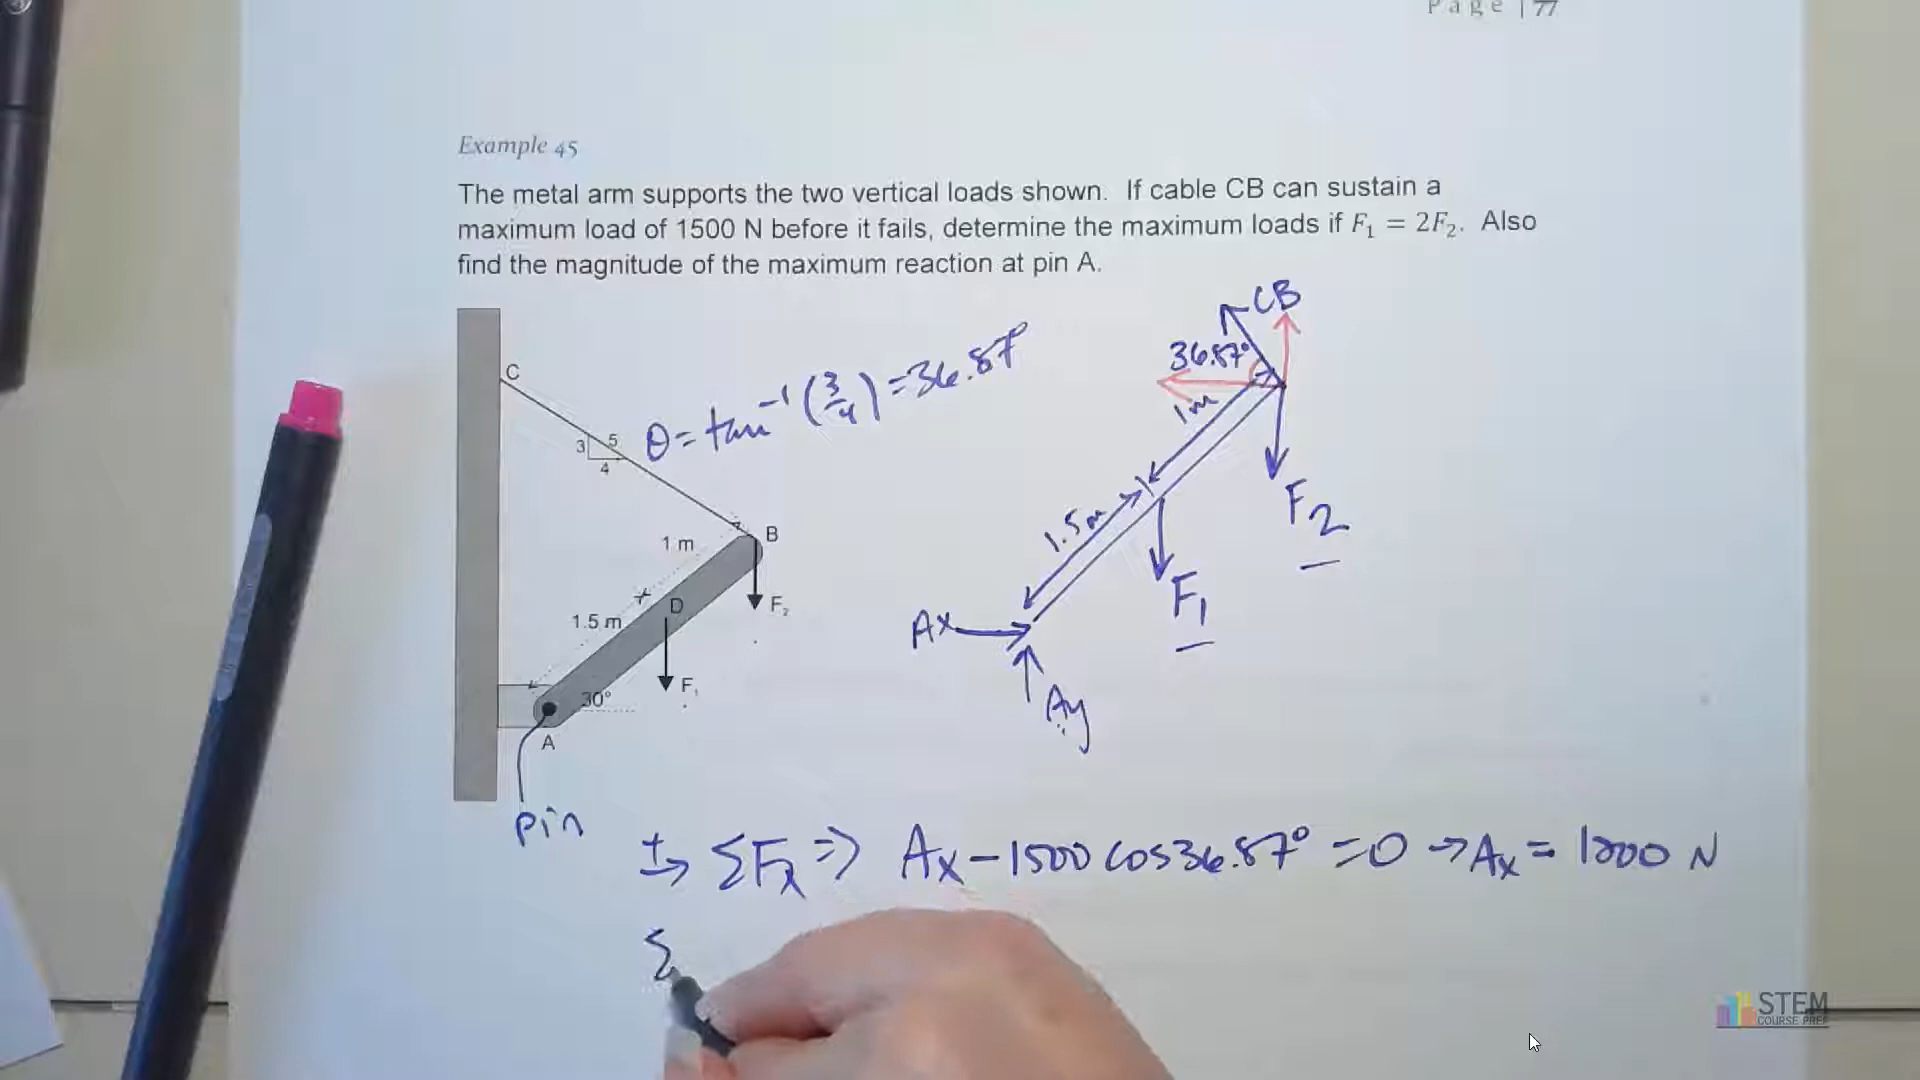 Page | 77
Example 45
The metal arm supports the two vertical loads shown. If cable CB can sustain a
maximum load of 1500 N before it fails, determine the maximum loads if F₁ = 2F₂. Also
find the magnitude of the maximum reaction at pin A.
C
3
5
4
θ = tan⁻¹(3/4) = 36.87°
CB
36.87°
1m
1.5m
F₂
F₁
Ax
Ay
1 m
B
1.5 m
D
F₂
F₁
30°
A
pin
+→ ΣFx ⇒ Ax - 1500 cos36.87° = 0 → Ax = 1200 N
Σ
STEM
COURSE PREP